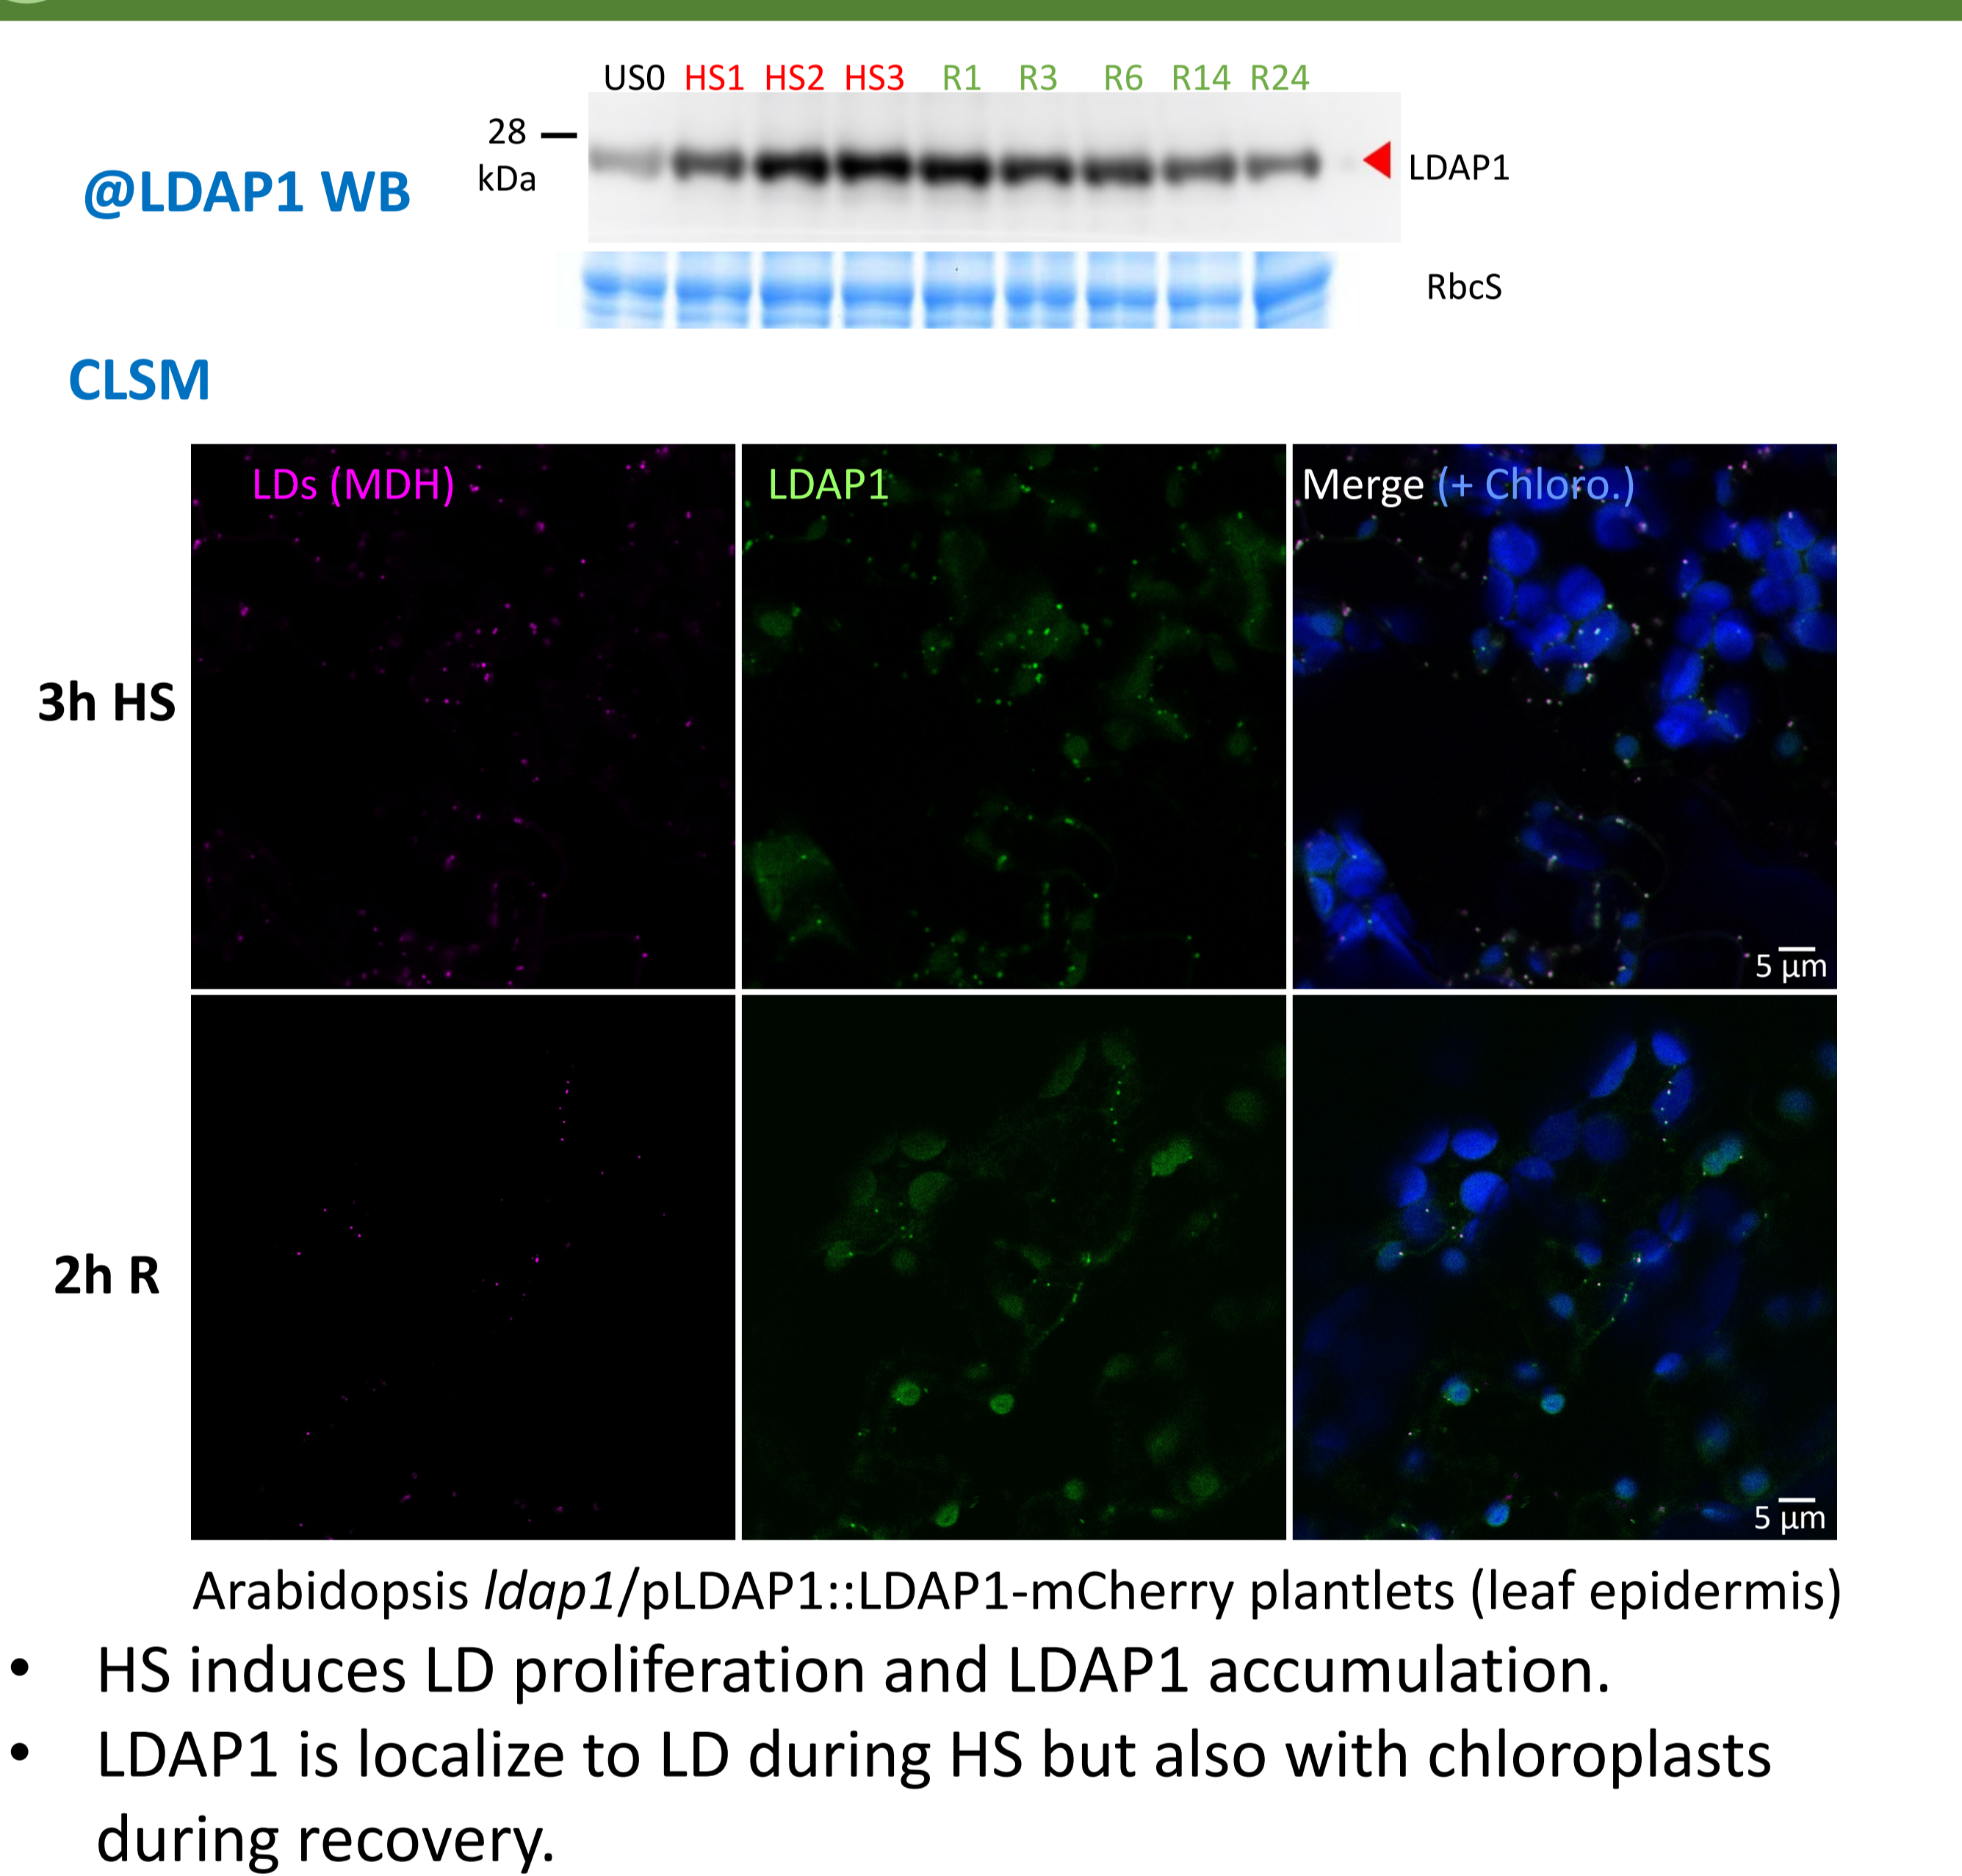 US0 HS1 HS2 HS3 R1 R3 R6 R14 R24
28
kDa
@LDAP1 WB
LDAP1
RbcS
CLSM
LDs (MDH)
LDAP1
Merge (+ Chloro.)
3h HS
5 µm
2h R
5 µm
Arabidopsis ldap1/pLDAP1::LDAP1-mCherry plantlets (leaf epidermis)
• HS induces LD proliferation and LDAP1 accumulation.
• LDAP1 is localize to LD during HS but also with chloroplasts
during recovery.